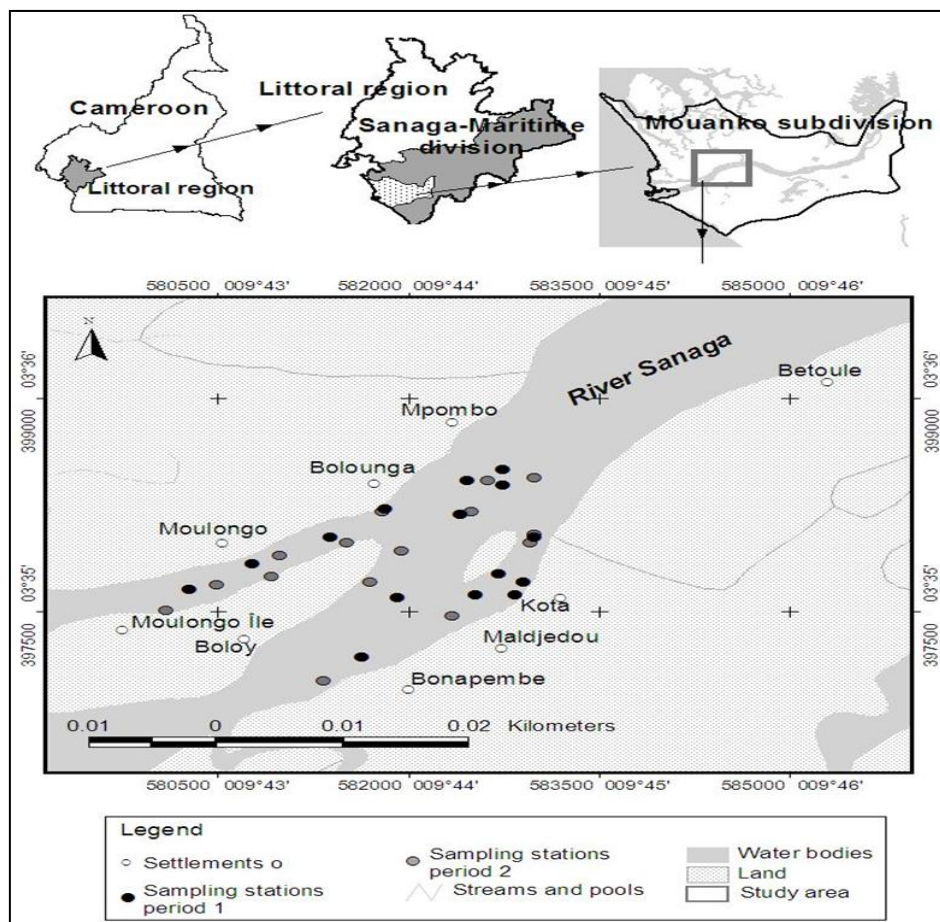 Cameroon
Littoral region
Littoral region
Sanaga-Maritime
division
Mouanko subdivision
580500 009°43'
582000 009°44'
583500 009°45'
585000 009°46'
N
03°36'
399000
03°36'
399000
River Sanaga
Betoule
Mpombo
Bolounga
Moulongo
03°35'
397500
03°35'
397500
Kota
Moulongo Île
Boloy
Maldjedou
Bonapembe
0.01 0 0.01 0.02 Kilometers
580500 009°43'
582000 009°44'
583500 009°45'
585000 009°46'
Legend
Settlements o
Sampling stations
period 1
Sampling stations
period 2
Streams and pools
Water bodies
Land
Study area